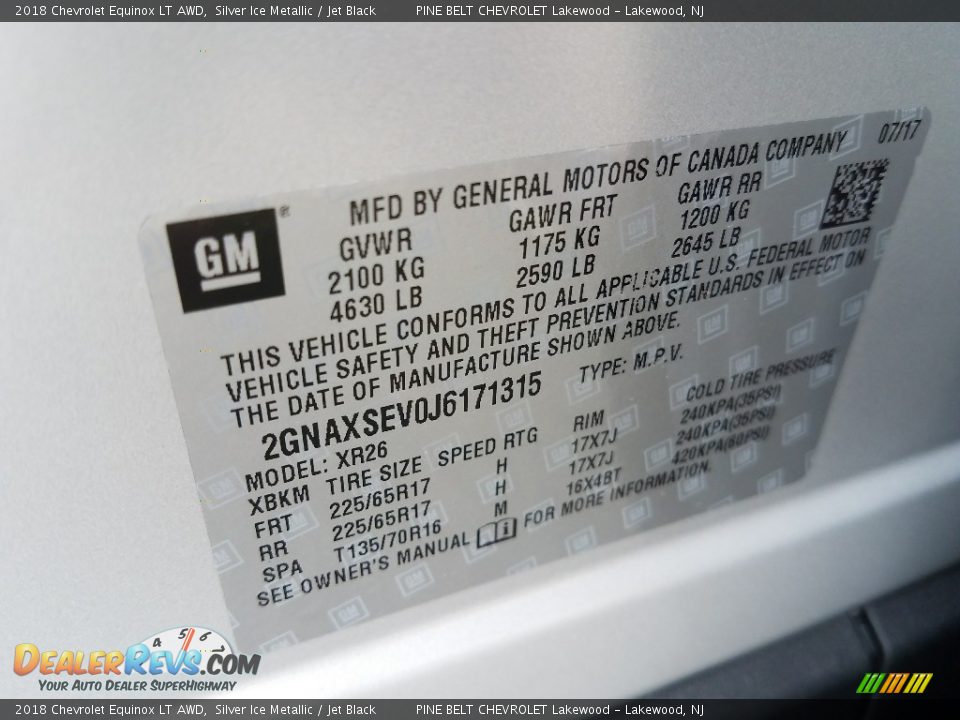 2018 Chevrolet Equinox LT AWD, Silver Ice Metallic / Jet Black PINE BELT CHEVROLET Lakewood – Lakewood, NJ
07/17
GM ®
MFD BY GENERAL MOTORS OF CANADA COMPANY
GVWR GAWR FRT GAWR RR
2100 KG 1175 KG 1200 KG
4630 LB 2590 LB 2645 LB
THIS VEHICLE CONFORMS TO ALL APPLICABLE U.S. FEDERAL MOTOR
VEHICLE SAFETY AND THEFT PREVENTION STANDARDS IN EFFECT ON
THE DATE OF MANUFACTURE SHOWN ABOVE.
2GNAXSEV0J6171315 TYPE: M.P.V.
MODEL: XR26
XBKM TIRE SIZE SPEED RTG RIM COLD TIRE PRESSURE
FRT 225/65R17 H 17X7J 240KPA(35PSI)
RR 225/65R17 H 17X7J 240KPA(35PSI)
SPA T135/70R16 M 16X4BT 420KPA(60PSI)
SEE OWNER'S MANUAL FOR MORE INFORMATION.
4 5 6
DEALERREVS.COM
YOUR AUTO DEALER SUPERHIGHWAY
2018 Chevrolet Equinox LT AWD, Silver Ice Metallic / Jet Black PINE BELT CHEVROLET Lakewood – Lakewood, NJ